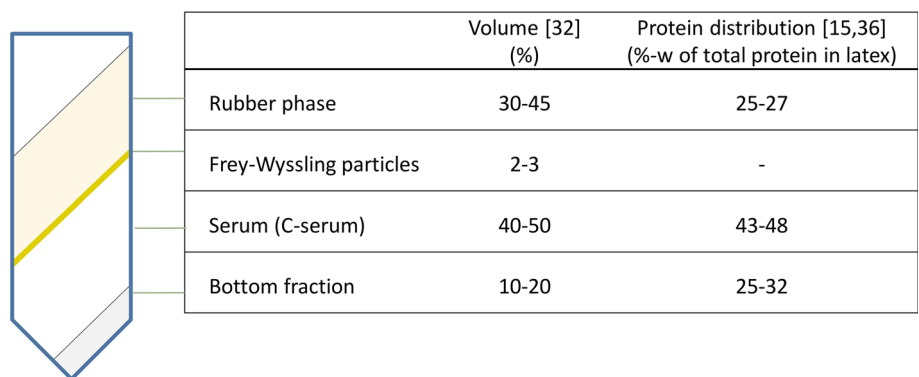 Volume [32] Protein distribution [15,36]
(%) (%-w of total protein in latex)
Rubber phase 30-45 25-27
Frey-Wyssling particles 2-3 -
Serum (C-serum) 40-50 43-48
Bottom fraction 10-20 25-32